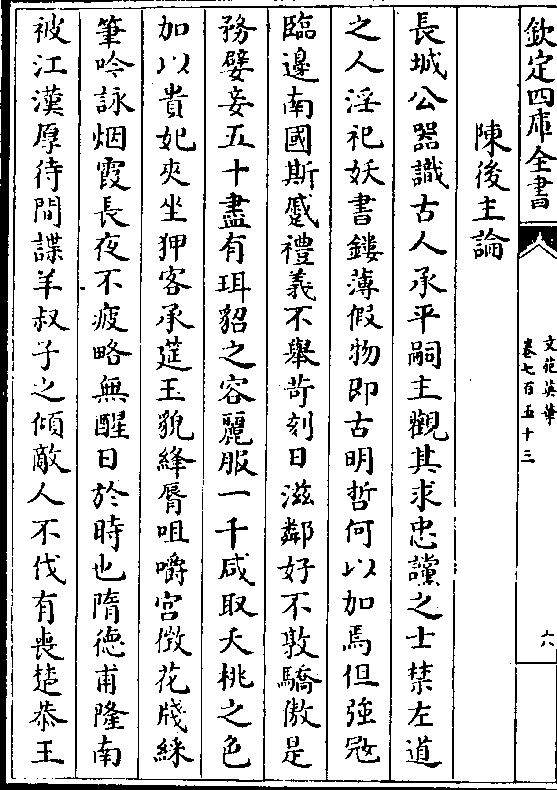 欽定四庫全書
文苑英華
卷七百五十三
六
陳後主論
長城公器識古人承平嗣主觀其求忠讜之士禁左道
之人淫祀妖書鏤薄假物即古明哲何以加焉但強寇
臨邊南國斯蹙禮義不舉苛刻日滋鄰好不敦驕傲是
務嬖妾五十盡有珥貂之容麗服一千咸取夭桃之色
加以貴妃夾坐狎客承筵玉貌絳脣咀嚼宫徴花牋綵
筆吟詠烟霞長夜不疲略無醒日於時也隋德甫隆南
被江漢厚待間諜羊叔子之傾敵人不伐有喪楚恭王